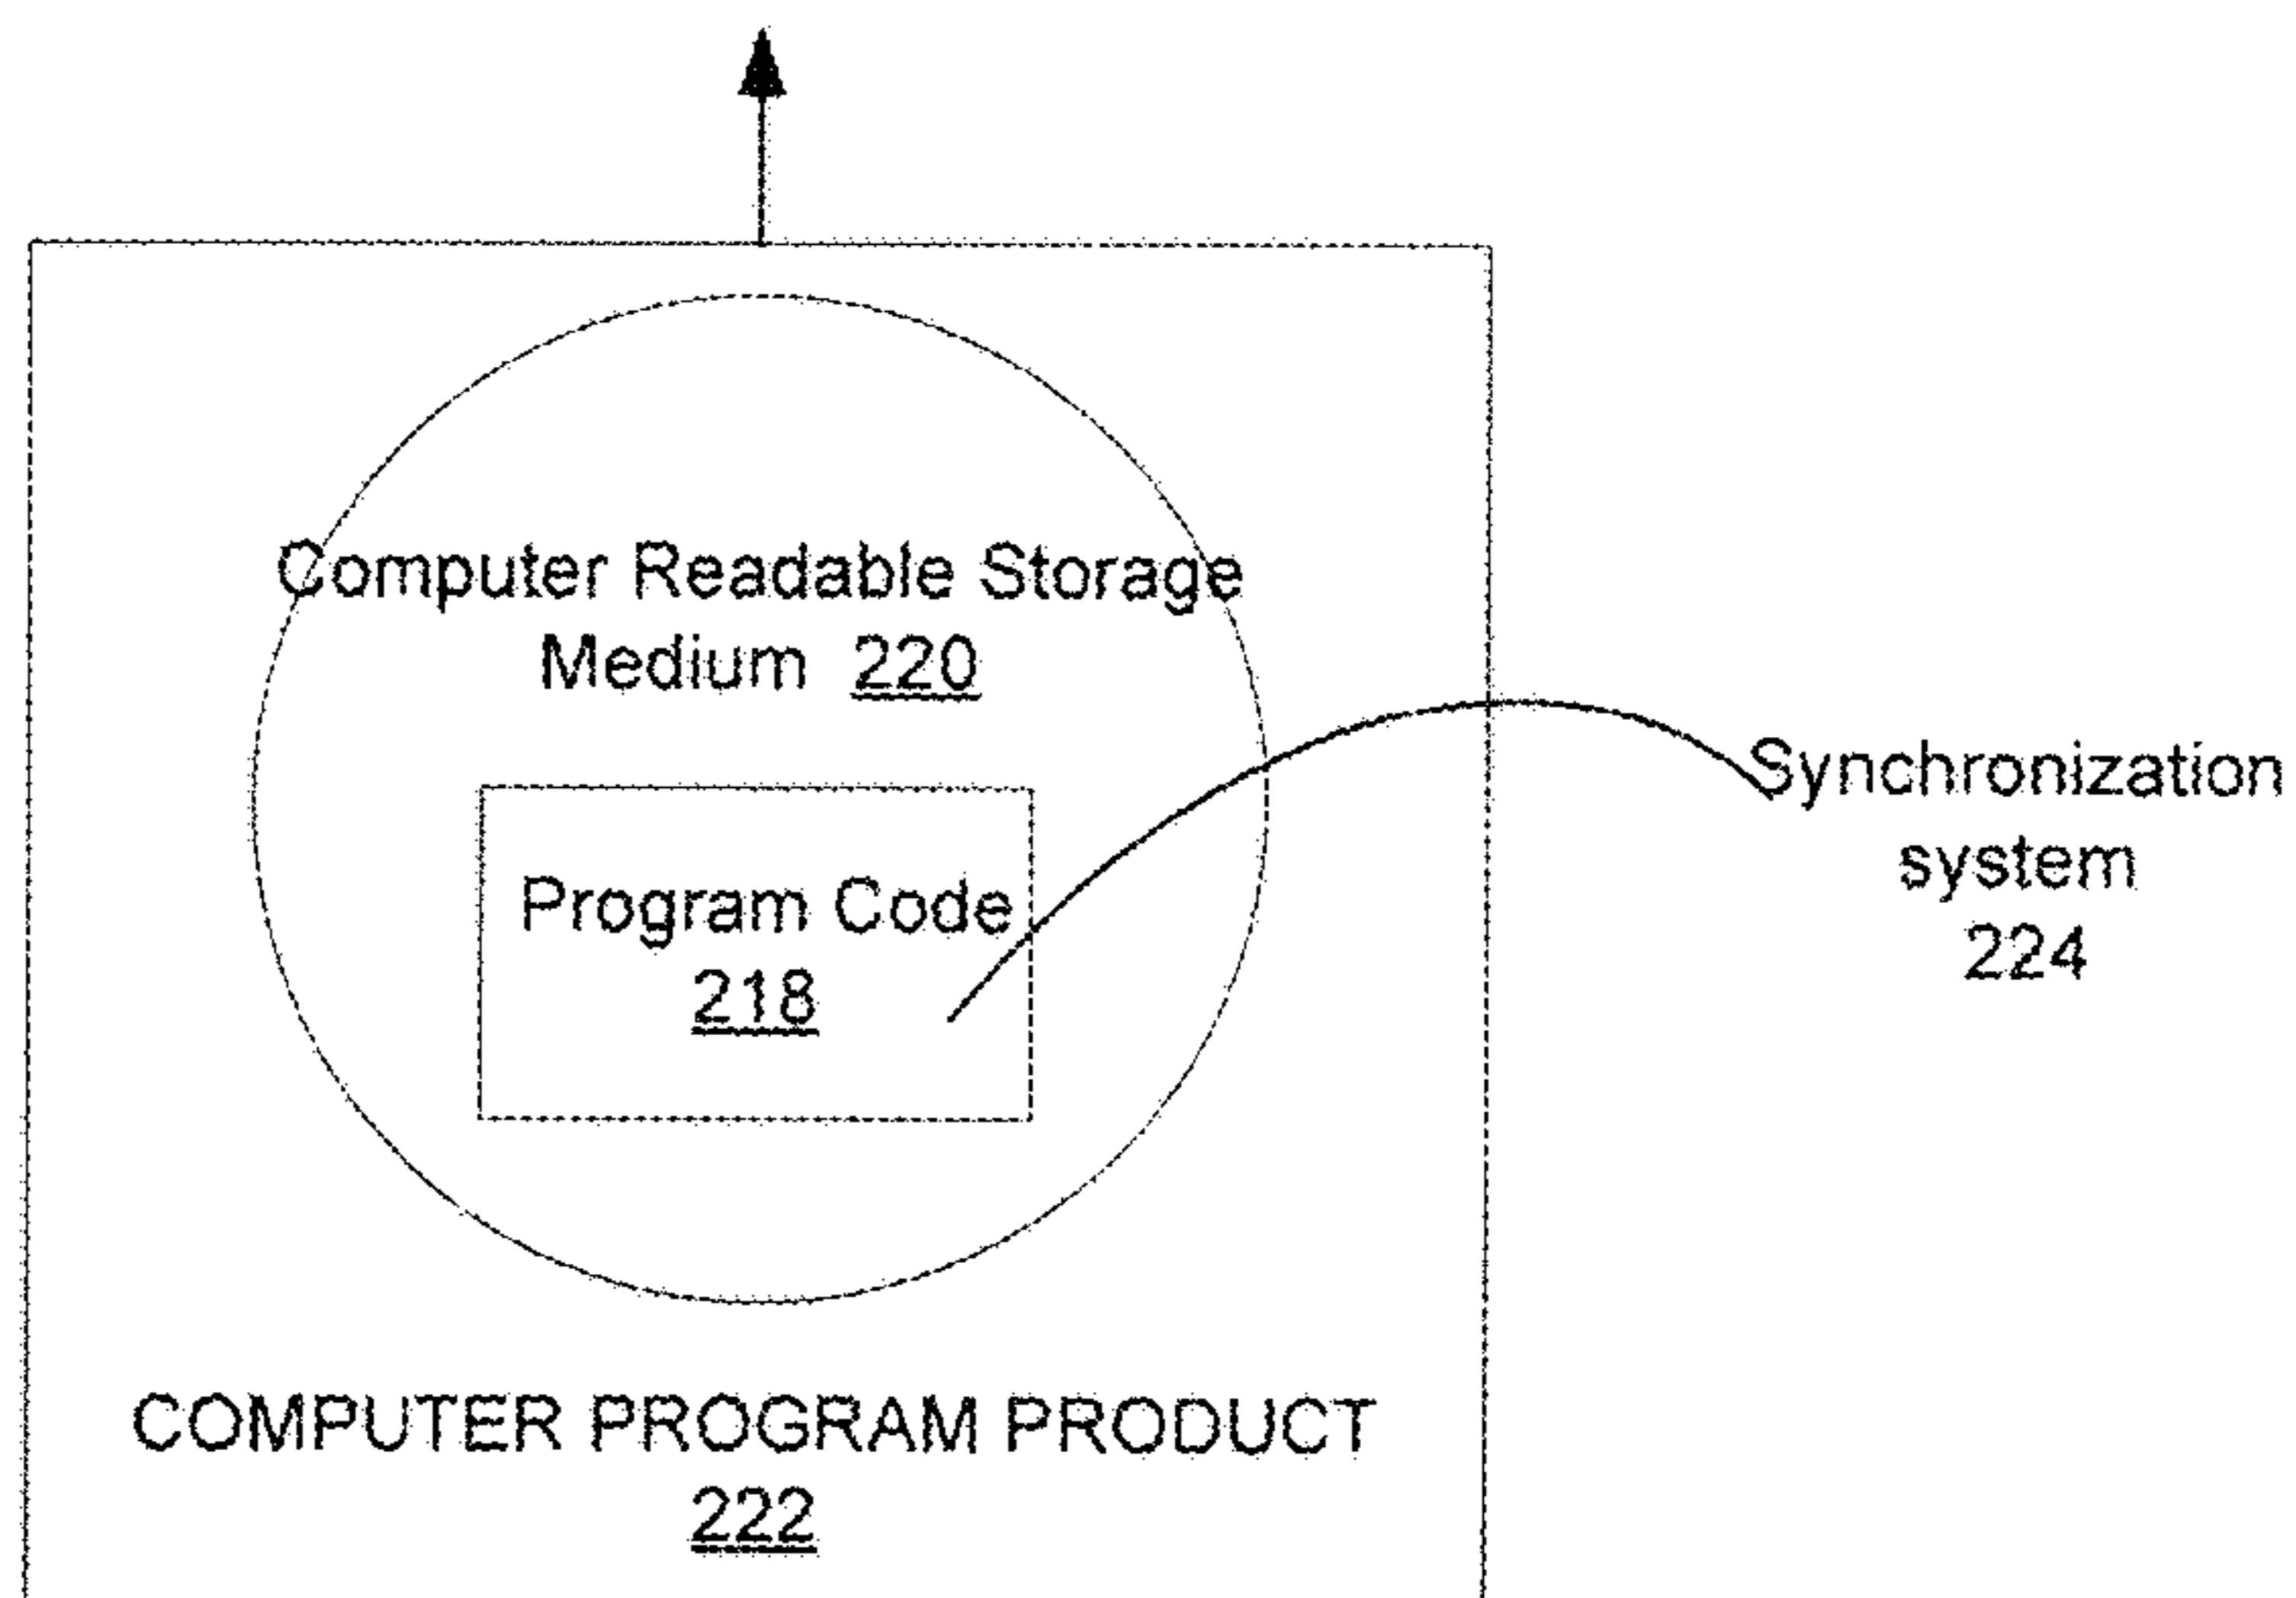 Computer Readable Storage
Medium 220
Program Code
218
Synchronization
system
224
COMPUTER PROGRAM PRODUCT
222